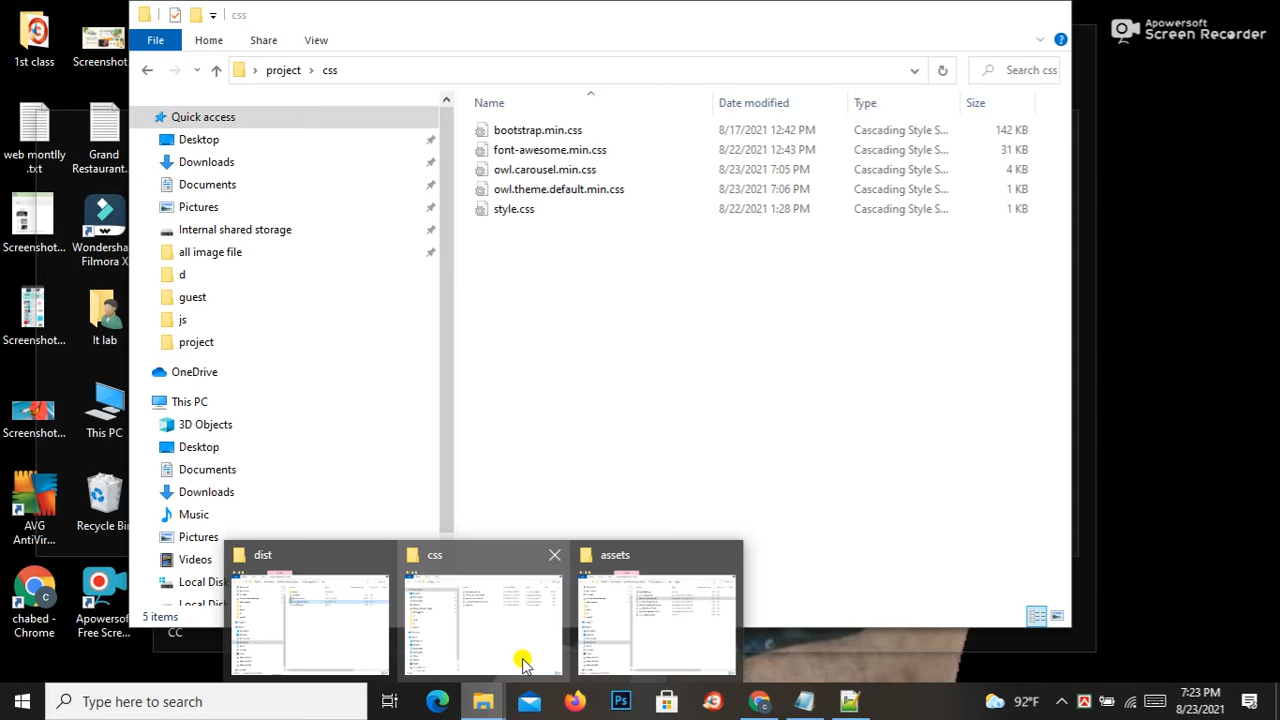 css
Apowersoft
Screen Recorder
File Home Share View
project css
Search css
Name Date modified Type Size
bootstrap.min.css 8/17/2021 12:42 PM Cascading Style S... 142 KB
font-awesome.min.css 8/22/2021 12:43 PM Cascading Style S... 31 KB
owl.carousel.min.css 8/23/2021 7:05 PM Cascading Style S... 4 KB
owl.theme.default.min.css 8/23/2021 7:06 PM Cascading Style S... 1 KB
style.css 8/22/2021 1:28 PM Cascading Style S... 1 KB
Quick access
Desktop
Downloads
Documents
Pictures
Internal shared storage
all image file
d
guest
js
project
OneDrive
This PC
3D Objects
Desktop
Documents
Downloads
Music
Pictures
Videos
Local Disk
5 items
1st class
Screenshot
web montlly
.txt
Grand
Restaurant...
Screenshot...
Wondersha
Filmora X
Screenshot...
It lab
Screenshot...
This PC
AVG
AntiVir...
Recycle Bin
chabed -
Chrome
Apowersoft
Free Scre...
CC
dist
css
assets
Type here to search
92°F
7:23 PM
8/23/2021